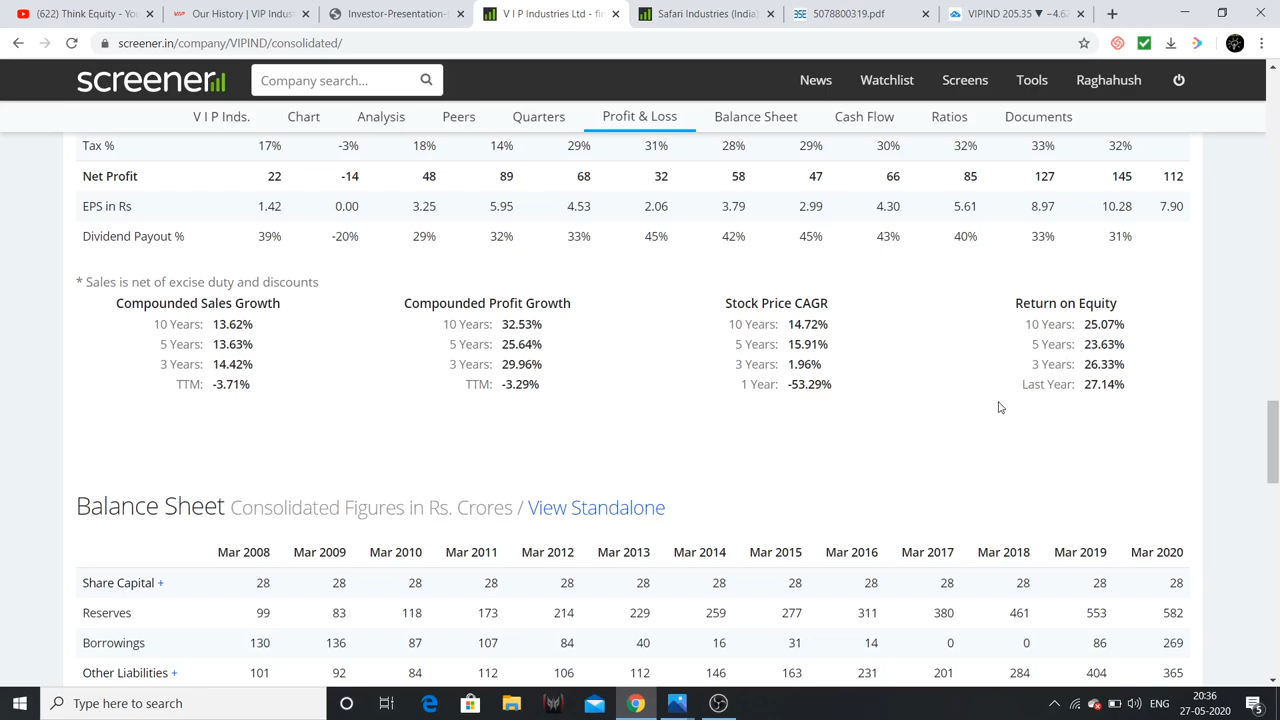 (622) Think Equity - Yo
VIP Our History | VIP Indust
Investor-Presentation-
V I P Industries Ltd - fin
Safari Industries (India)
5078800319.pdf
VIPIND 205.35 ▼ −4.6
screener.in/company/VIPIND/consolidated/
screener Company search... News Watchlist Screens Tools Raghahush
V I P Inds. Chart Analysis Peers Quarters Profit & Loss Balance Sheet Cash Flow Ratios Documents
Tax % 17% -3% 18% 14% 29% 31% 28% 29% 30% 32% 33% 32%
Net Profit 22 -14 48 89 68 32 58 47 66 85 127 145 112
EPS in Rs 1.42 0.00 3.25 5.95 4.53 2.06 3.79 2.99 4.30 5.61 8.97 10.28 7.90
Dividend Payout % 39% -20% 29% 32% 33% 45% 42% 45% 43% 40% 33% 31%
* Sales is net of excise duty and discounts
Compounded Sales Growth Compounded Profit Growth Stock Price CAGR Return on Equity
10 Years: 13.62% 10 Years: 32.53% 10 Years: 14.72% 10 Years: 25.07%
5 Years: 13.63% 5 Years: 25.64% 5 Years: 15.91% 5 Years: 23.63%
3 Years: 14.42% 3 Years: 29.96% 3 Years: 1.96% 3 Years: 26.33%
TTM: -3.71% TTM: -3.29% 1 Year: -53.29% Last Year: 27.14%
Balance Sheet Consolidated Figures in Rs. Crores / View Standalone
Mar 2008 Mar 2009 Mar 2010 Mar 2011 Mar 2012 Mar 2013 Mar 2014 Mar 2015 Mar 2016 Mar 2017 Mar 2018 Mar 2019 Mar 2020
Share Capital + 28 28 28 28 28 28 28 28 28 28 28 28 28
Reserves 99 83 118 173 214 229 259 277 311 380 461 553 582
Borrowings 130 136 87 107 84 40 16 31 14 0 0 86 269
Other Liabilities + 101 92 84 112 106 112 146 163 231 201 284 404 365
Type here to search
ENG
20:36
27-05-2020
5